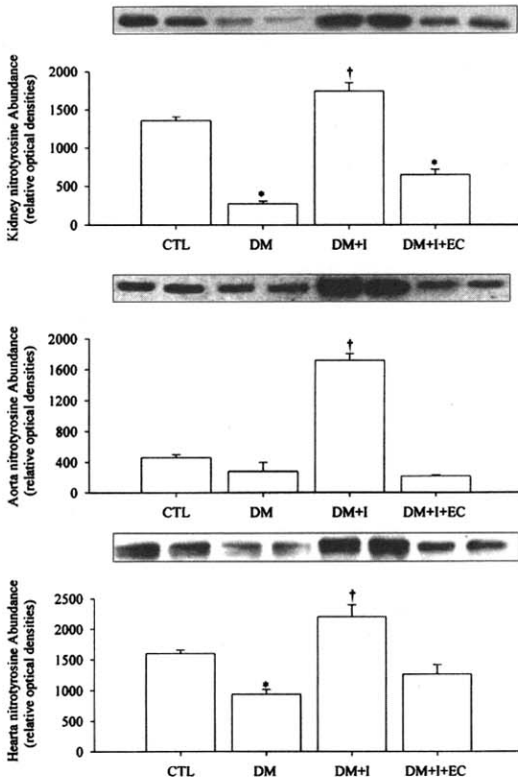 Kidney nitrotyrosine Abundance
(relative optical densities)
2000
1500
1000
500
0
*
†
*
CTL DM DM+I DM+I+EC
Aorta nitrotyrosine Abundance
(relative optical densities)
2000
1600
1200
800
400
0
†
CTL DM DM+I DM+I+EC
Hearta nitrotyrosine Abundance
(relative optical densities)
2500
2000
1500
1000
500
0
*
†
CTL DM DM+I DM+I+EC